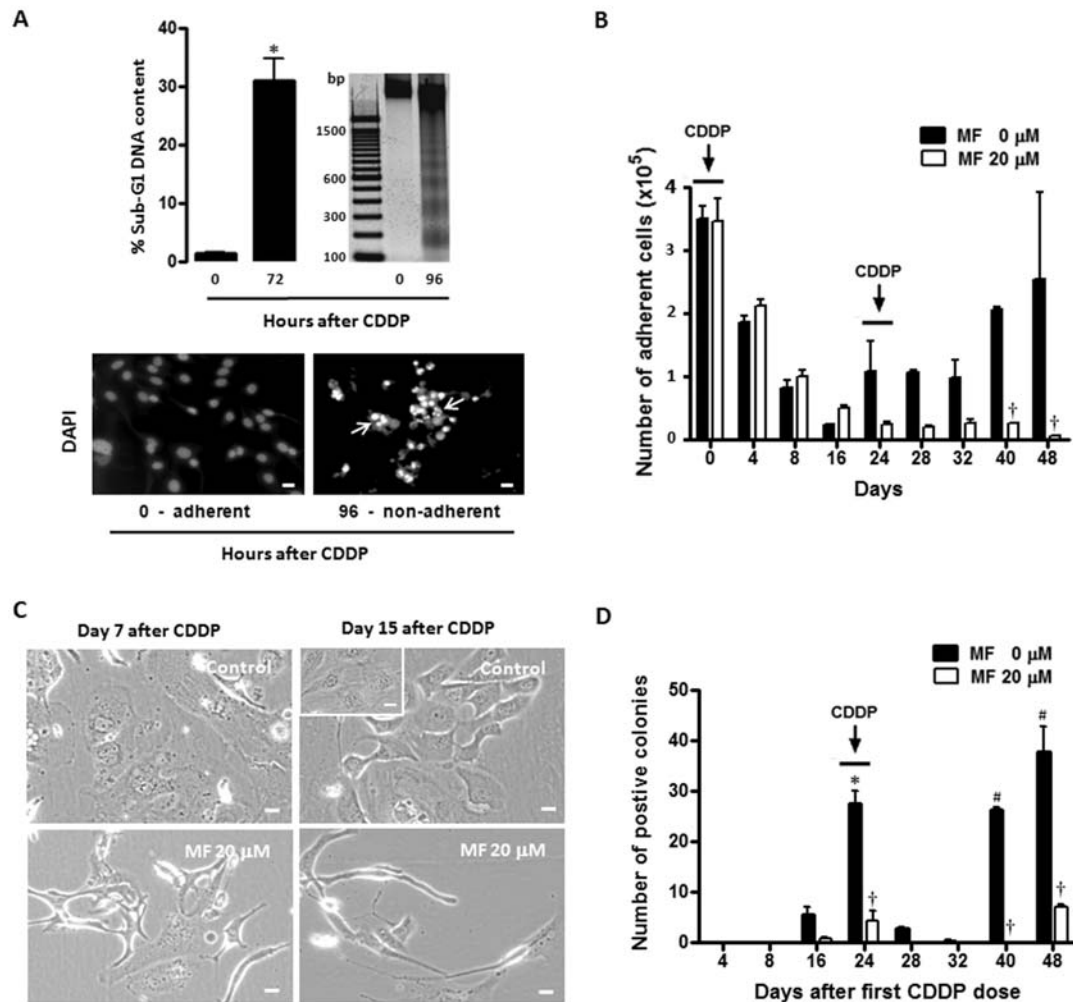 A
% Sub-G1 DNA content
40
30
20
10
0
*
0
72
bp
1500
600
300
100
0
96
Hours after CDDP
DAPI
0 - adherent
96 - non-adherent
Hours after CDDP
B
Number of adherent cells (x10⁵)
4
3
2
1
0
CDDP
CDDP
MF 0 µM
MF 20 µM
†
†
0 4 8 16 24 28 32 40 48
Days
C
Day 7 after CDDP
Day 15 after CDDP
Control
Control
MF 20 µM
MF 20 µM
D
Number of postive colonies
50
40
30
20
10
0
MF 0 µM
MF 20 µM
CDDP
*
†
#
†
#
†
4 8 16 24 28 32 40 48
Days after first CDDP dose